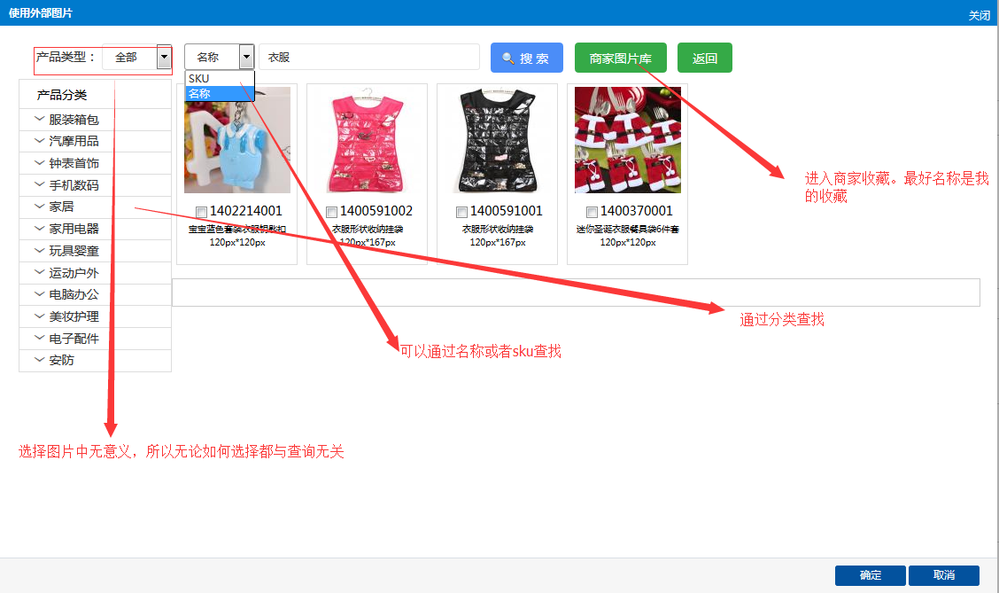 使用外部图片
关闭
产品类型： 全部
名称
衣服
搜 索
商家图片库
返回
SKU
名称
产品分类
服装箱包
汽摩用品
钟表首饰
手机数码
家居
家用电器
玩具婴童
运动户外
电脑办公
美妆护理
电子配件
安防
1402214001
宝宝蓝色套装衣服钥匙扣
120px*120px
1400591002
衣服形状收纳挂袋
120px*167px
1400591001
衣服形状收纳挂袋
120px*167px
1400370001
迷你圣诞衣服餐具袋6件套
120px*120px
进入商家收藏。最好名称是我
的收藏
通过分类查找
可以通过名称或者sku查找
选择图片中无意义，所以无论如何选择都与查询无关
确定
取消